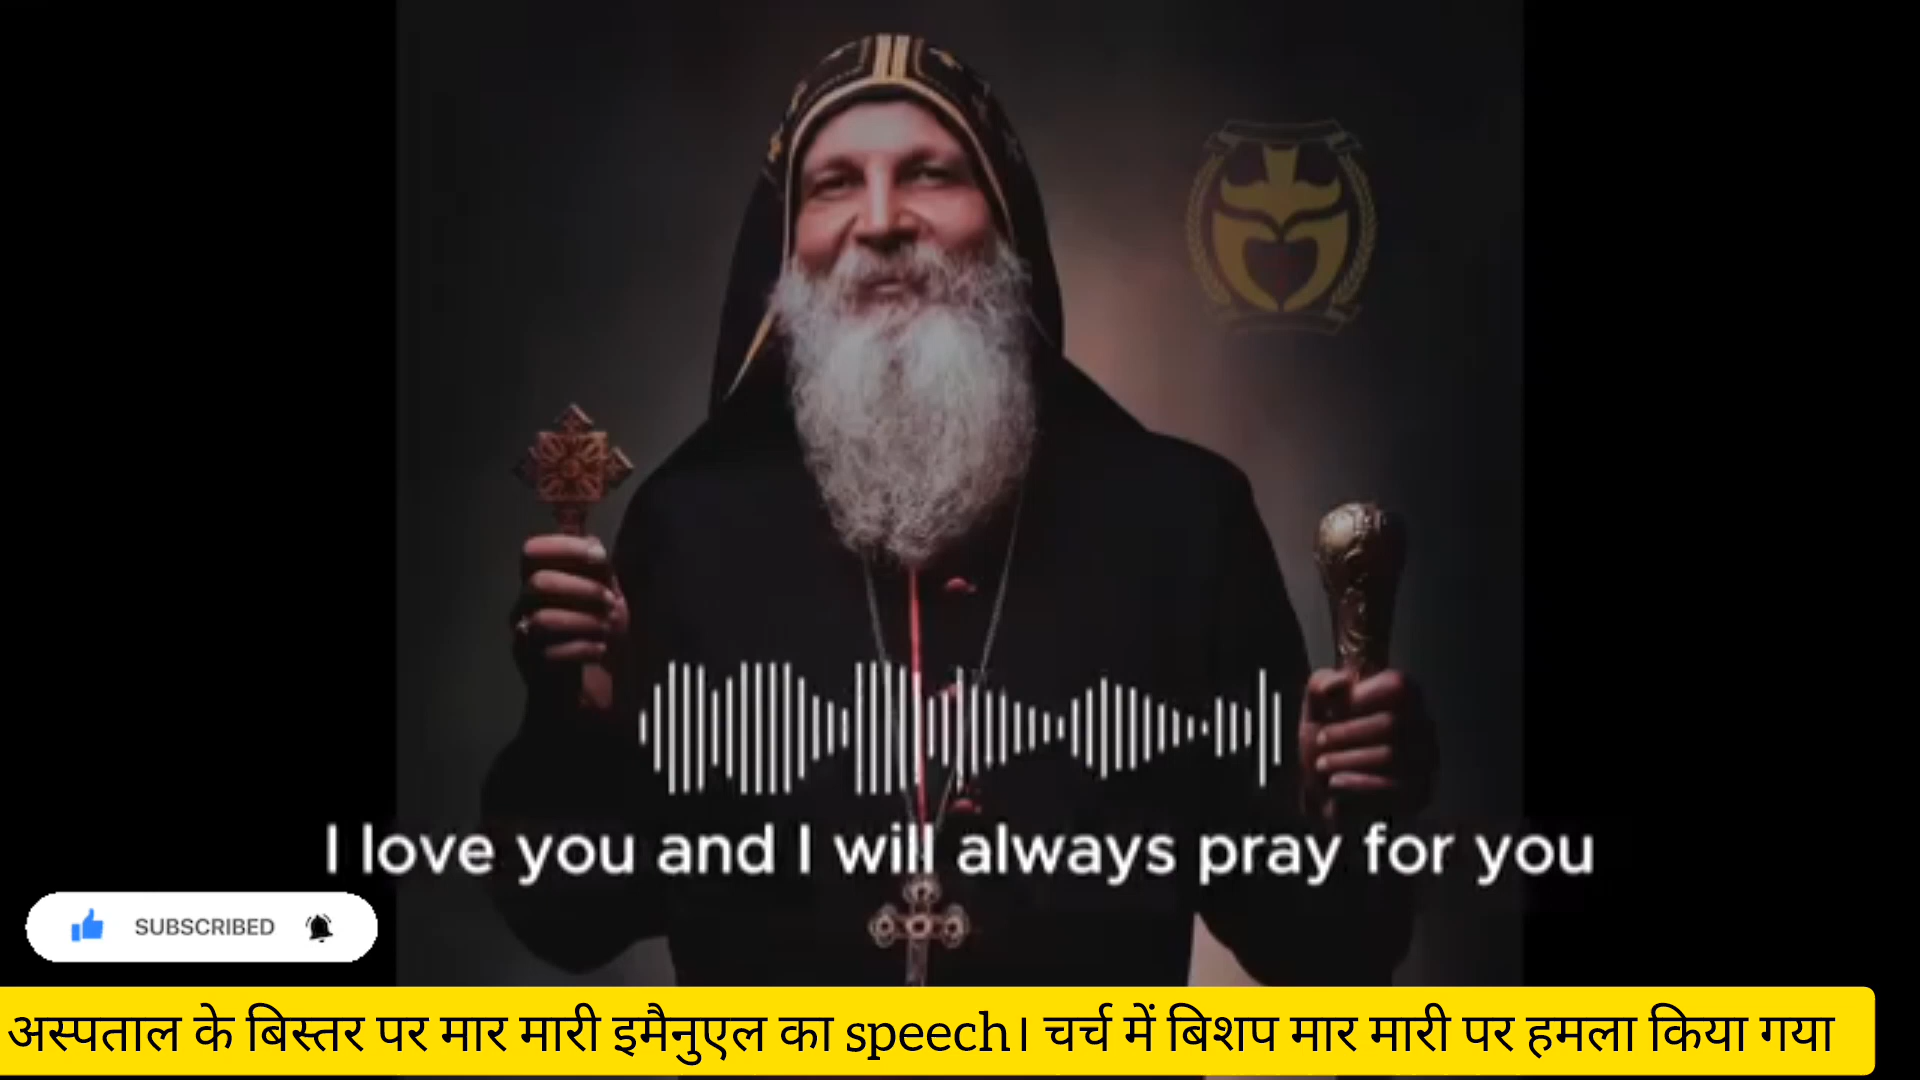 I love you and I will always pray for you
SUBSCRIBED
अस्पताल के बिस्तर पर मार मारी इमैनुएल का speech। चर्च में बिशप मार मारी पर हमला किया गया